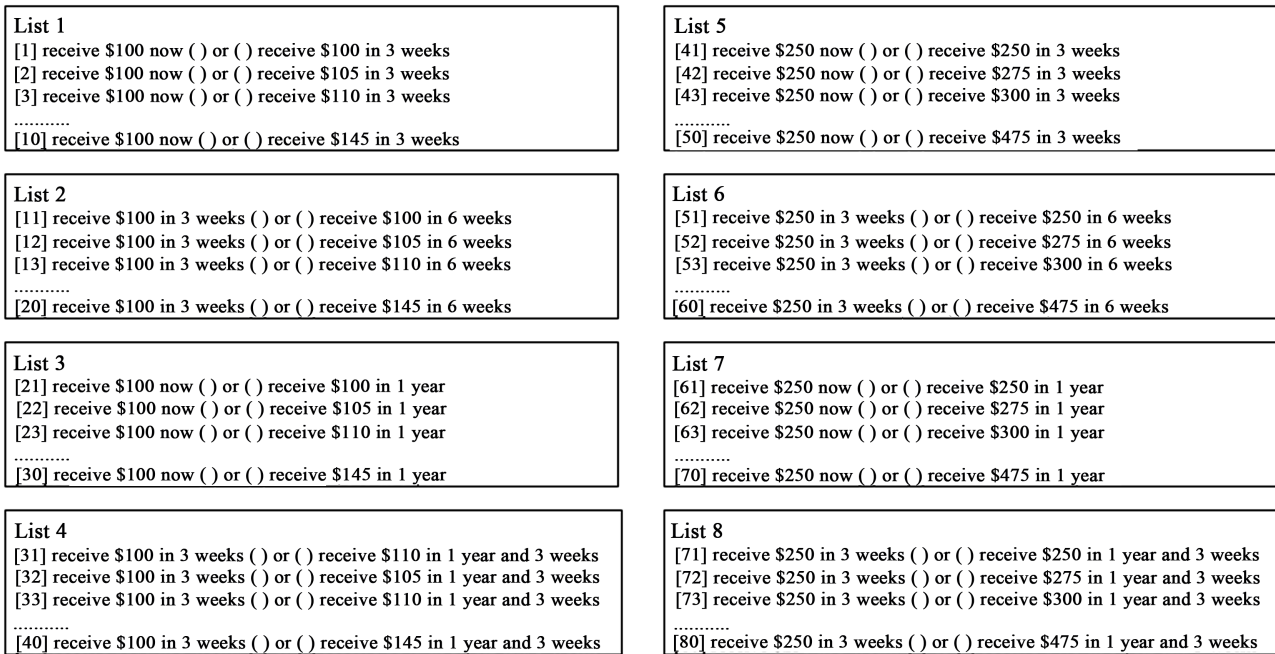 List 1
[1] receive $100 now ( ) or ( ) receive $100 in 3 weeks
[2] receive $100 now ( ) or ( ) receive $105 in 3 weeks
[3] receive $100 now ( ) or ( ) receive $110 in 3 weeks
...........
[10] receive $100 now ( ) or ( ) receive $145 in 3 weeks
List 2
[11] receive $100 in 3 weeks ( ) or ( ) receive $100 in 6 weeks
[12] receive $100 in 3 weeks ( ) or ( ) receive $105 in 6 weeks
[13] receive $100 in 3 weeks ( ) or ( ) receive $110 in 6 weeks
...........
[20] receive $100 in 3 weeks ( ) or ( ) receive $145 in 6 weeks
List 3
[21] receive $100 now ( ) or ( ) receive $100 in 1 year
[22] receive $100 now ( ) or ( ) receive $105 in 1 year
[23] receive $100 now ( ) or ( ) receive $110 in 1 year
...........
[30] receive $100 now ( ) or ( ) receive $145 in 1 year
List 4
[31] receive $100 in 3 weeks ( ) or ( ) receive $110 in 1 year and 3 weeks
[32] receive $100 in 3 weeks ( ) or ( ) receive $105 in 1 year and 3 weeks
[33] receive $100 in 3 weeks ( ) or ( ) receive $110 in 1 year and 3 weeks
...........
[40] receive $100 in 3 weeks ( ) or ( ) receive $145 in 1 year and 3 weeks
List 5
[41] receive $250 now ( ) or ( ) receive $250 in 3 weeks
[42] receive $250 now ( ) or ( ) receive $275 in 3 weeks
[43] receive $250 now ( ) or ( ) receive $300 in 3 weeks
...........
[50] receive $250 now ( ) or ( ) receive $475 in 3 weeks
List 6
[51] receive $250 in 3 weeks ( ) or ( ) receive $250 in 6 weeks
[52] receive $250 in 3 weeks ( ) or ( ) receive $275 in 6 weeks
[53] receive $250 in 3 weeks ( ) or ( ) receive $300 in 6 weeks
...........
[60] receive $250 in 3 weeks ( ) or ( ) receive $475 in 6 weeks
List 7
[61] receive $250 now ( ) or ( ) receive $250 in 1 year
[62] receive $250 now ( ) or ( ) receive $275 in 1 year
[63] receive $250 now ( ) or ( ) receive $300 in 1 year
...........
[70] receive $250 now ( ) or ( ) receive $475 in 1 year
List 8
[71] receive $250 in 3 weeks ( ) or ( ) receive $250 in 1 year and 3 weeks
[72] receive $250 in 3 weeks ( ) or ( ) receive $275 in 1 year and 3 weeks
[73] receive $250 in 3 weeks ( ) or ( ) receive $300 in 1 year and 3 weeks
...........
[80] receive $250 in 3 weeks ( ) or ( ) receive $475 in 1 year and 3 weeks